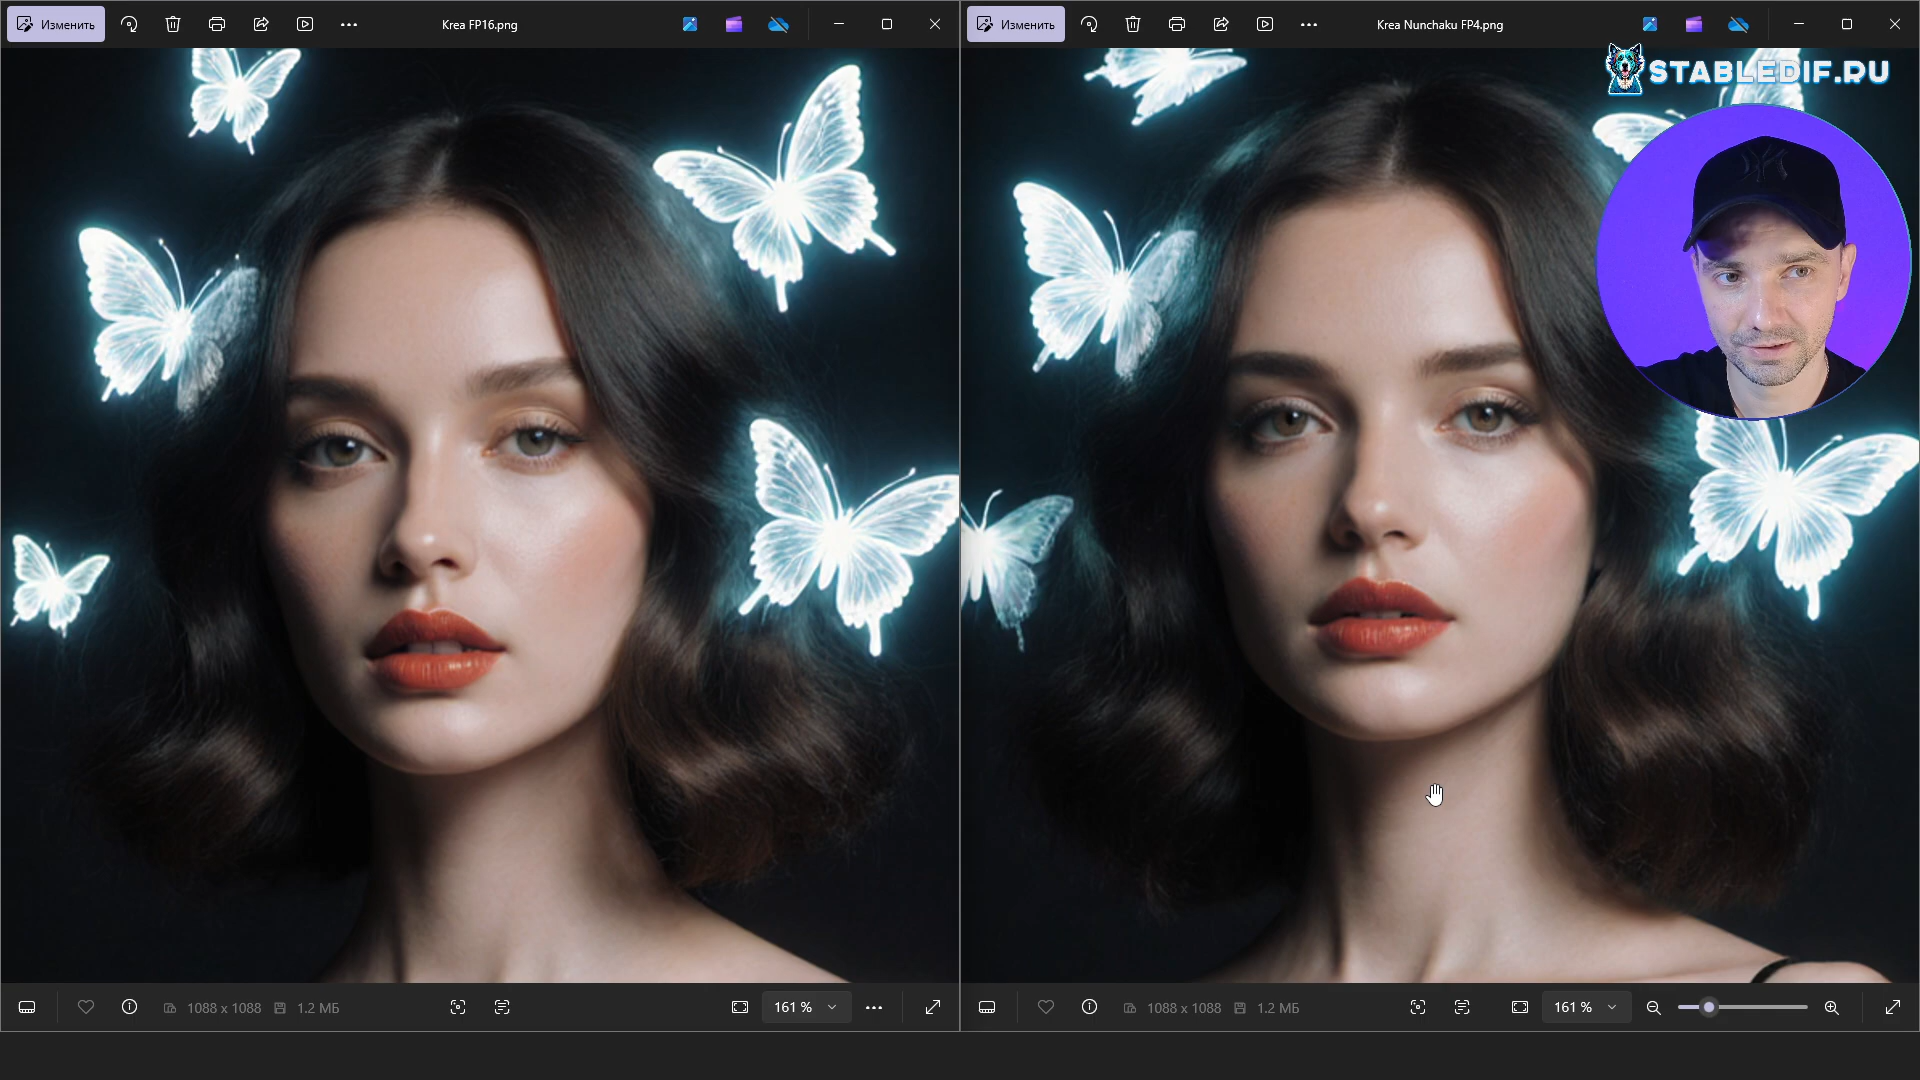 Изменить
Krea FP16.png
Изменить
Krea Nunchaku FP4.png
STABLEDIF.RU
1088 x 1088
1.2 МБ
161 %
1088 x 1088
1.2 МБ
161 %